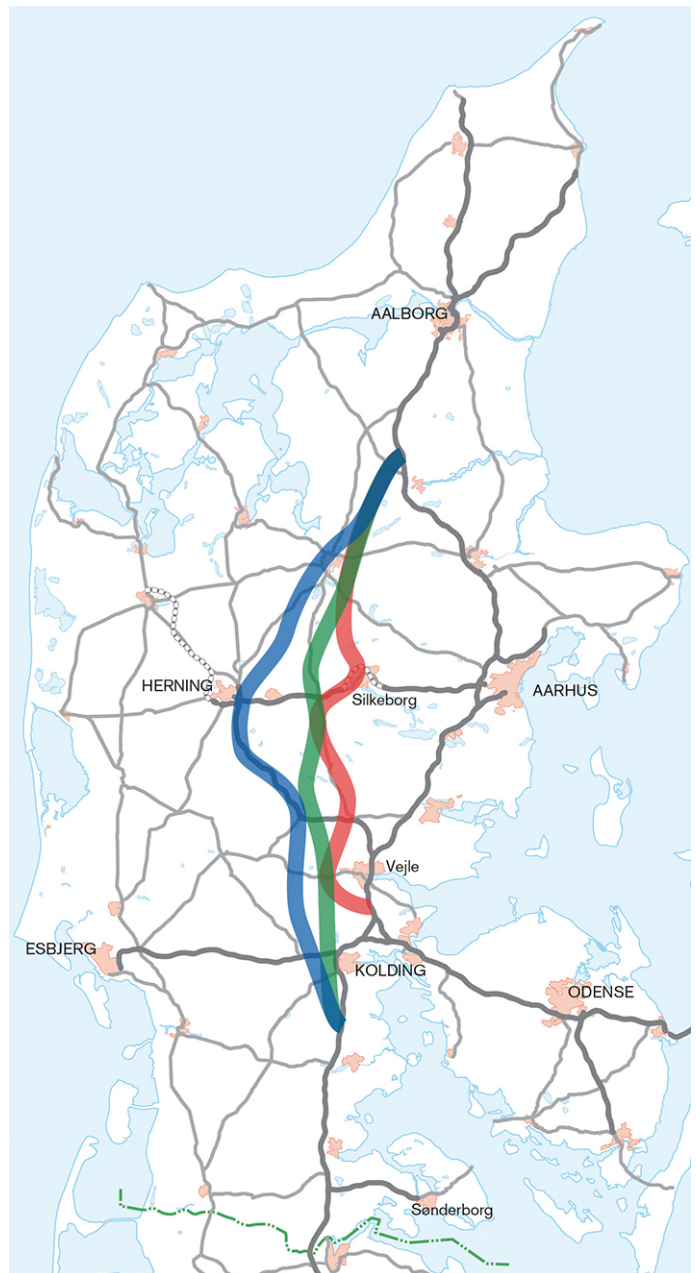 AALBORG
HERNING
Silkeborg
AARHUS
Vejle
ESBJERG
KOLDING
ODENSE
Sønderborg